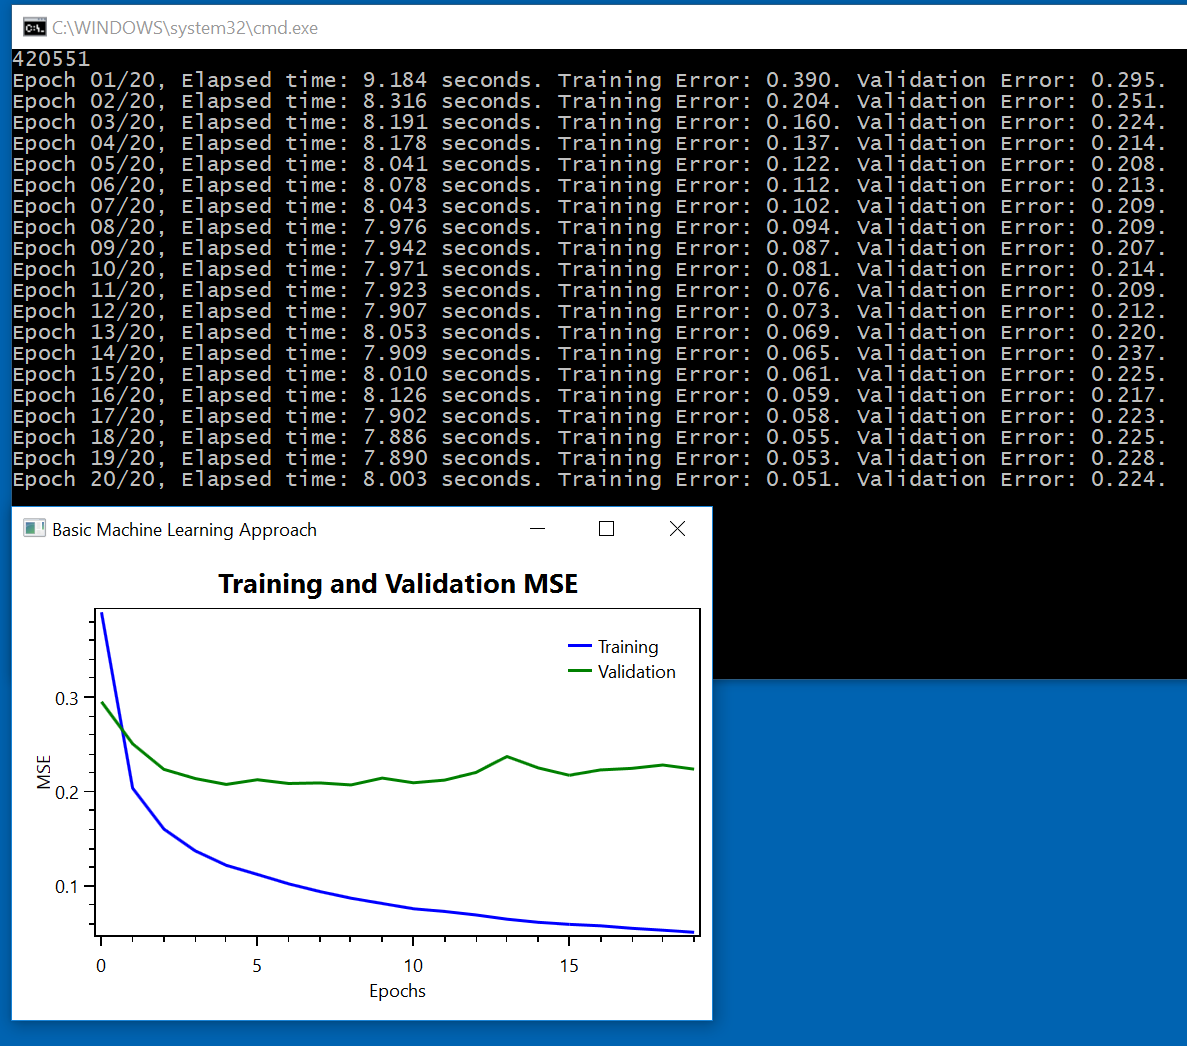 C:\WINDOWS\system32\cmd.exe
420551
Epoch 01/20, Elapsed time: 9.184 seconds. Training Error: 0.390. Validation Error: 0.295.
Epoch 02/20, Elapsed time: 8.316 seconds. Training Error: 0.204. Validation Error: 0.251.
Epoch 03/20, Elapsed time: 8.191 seconds. Training Error: 0.160. Validation Error: 0.224.
Epoch 04/20, Elapsed time: 8.178 seconds. Training Error: 0.137. Validation Error: 0.214.
Epoch 05/20, Elapsed time: 8.041 seconds. Training Error: 0.122. Validation Error: 0.208.
Epoch 06/20, Elapsed time: 8.078 seconds. Training Error: 0.112. Validation Error: 0.213.
Epoch 07/20, Elapsed time: 8.043 seconds. Training Error: 0.102. Validation Error: 0.209.
Epoch 08/20, Elapsed time: 7.976 seconds. Training Error: 0.094. Validation Error: 0.209.
Epoch 09/20, Elapsed time: 7.942 seconds. Training Error: 0.087. Validation Error: 0.207.
Epoch 10/20, Elapsed time: 7.971 seconds. Training Error: 0.081. Validation Error: 0.214.
Epoch 11/20, Elapsed time: 7.923 seconds. Training Error: 0.076. Validation Error: 0.209.
Epoch 12/20, Elapsed time: 7.907 seconds. Training Error: 0.073. Validation Error: 0.212.
Epoch 13/20, Elapsed time: 8.053 seconds. Training Error: 0.069. Validation Error: 0.220.
Epoch 14/20, Elapsed time: 7.909 seconds. Training Error: 0.065. Validation Error: 0.237.
Epoch 15/20, Elapsed time: 8.010 seconds. Training Error: 0.061. Validation Error: 0.225.
Epoch 16/20, Elapsed time: 8.126 seconds. Training Error: 0.059. Validation Error: 0.217.
Epoch 17/20, Elapsed time: 7.902 seconds. Training Error: 0.058. Validation Error: 0.223.
Epoch 18/20, Elapsed time: 7.886 seconds. Training Error: 0.055. Validation Error: 0.225.
Epoch 19/20, Elapsed time: 7.890 seconds. Training Error: 0.053. Validation Error: 0.228.
Epoch 20/20, Elapsed time: 8.003 seconds. Training Error: 0.051. Validation Error: 0.224.
Basic Machine Learning Approach
Training and Validation MSE
Training
Validation
0.3
MSE
0.2
0.1
0 5 10 15
Epochs